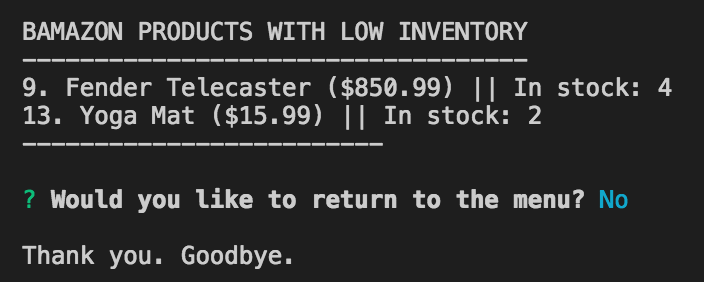 BAMAZON PRODUCTS WITH LOW INVENTORY
-----------------------------------
9. Fender Telecaster ($850.99) || In stock: 4
13. Yoga Mat ($15.99) || In stock: 2
-------------------------
? Would you like to return to the menu? No
Thank you. Goodbye.